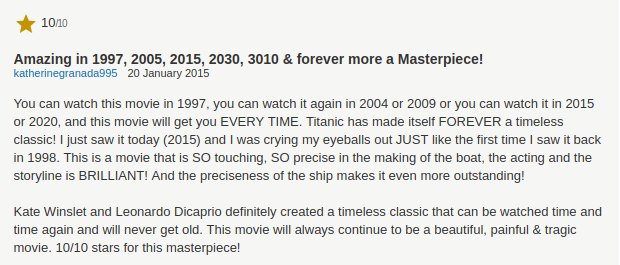 10/10
Amazing in 1997, 2005, 2015, 2030, 3010 & forever more a Masterpiece!
katherinegranada995 20 January 2015
You can watch this movie in 1997, you can watch it again in 2004 or 2009 or you can watch it in 2015
or 2020, and this movie will get you EVERY TIME. Titanic has made itself FOREVER a timeless
classic! I just saw it today (2015) and I was crying my eyeballs out JUST like the first time I saw it back
in 1998. This is a movie that is SO touching, SO precise in the making of the boat, the acting and the
storyline is BRILLIANT! And the preciseness of the ship makes it even more outstanding!
Kate Winslet and Leonardo Dicaprio definitely created a timeless classic that can be watched time and
time again and will never get old. This movie will always continue to be a beautiful, painful & tragic
movie. 10/10 stars for this masterpiece!